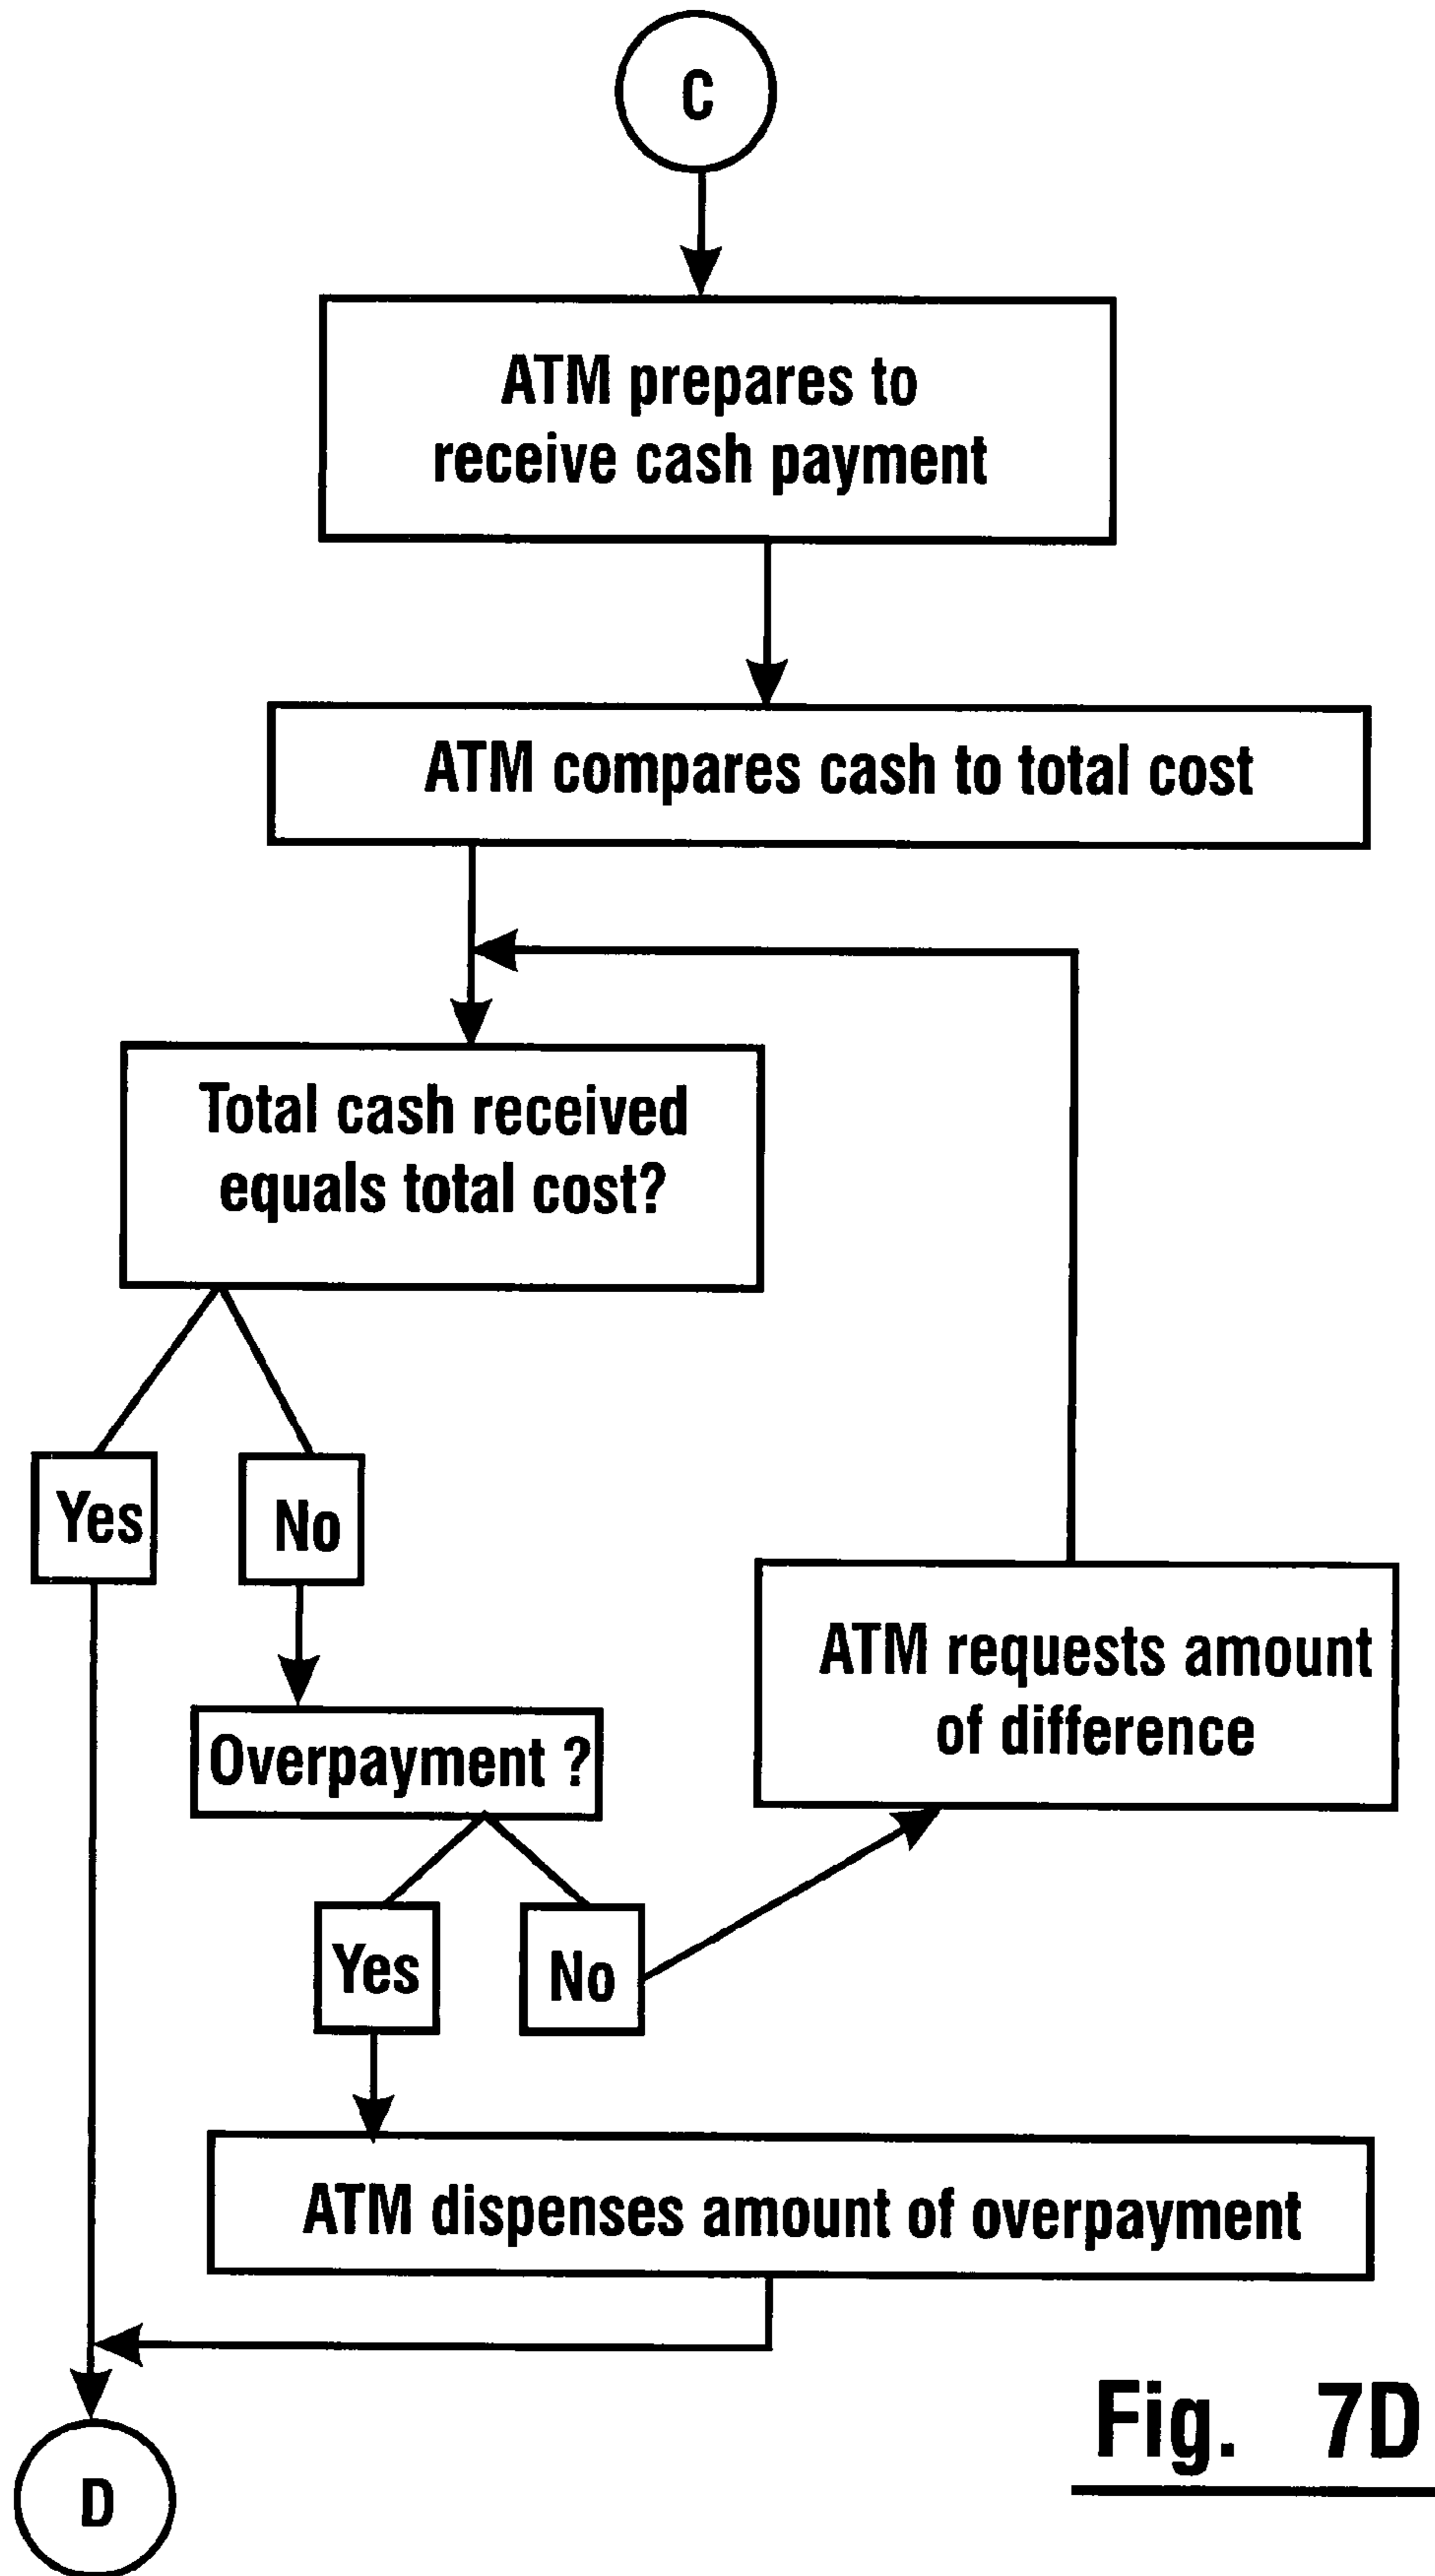 C
ATM prepares to
receive cash payment
ATM compares cash to total cost
Total cash received
equals total cost?
Yes
No
ATM requests amount
of difference
Overpayment ?
Yes
No
ATM dispenses amount of overpayment
D
Fig. 7D